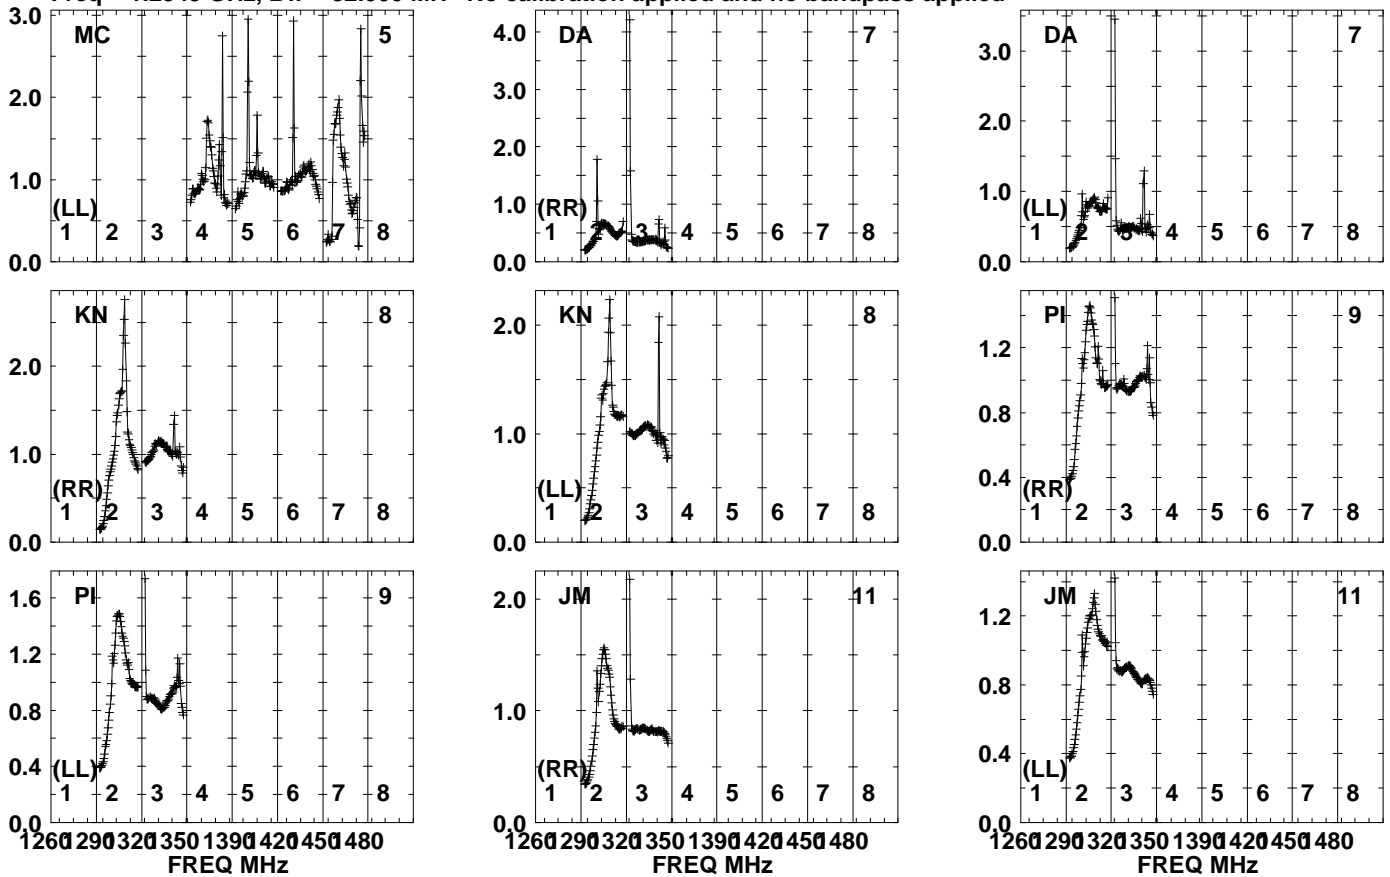 3.0 MC 5
2.0
1.0
(LL)
1 2 3 4 5 6 7 8
0.0
4.0 DA 7
3.0
2.0
1.0
(RR)
1 2 3 4 5 6 7 8
0.0
3.0 DA 7
2.0
1.0
(LL)
1 2 3 4 5 6 7 8
0.0
KN 8
2.0
1.0
(RR)
1 2 3 4 5 6 7 8
0.0
2.0 KN 8
1.0
(LL)
1 2 3 4 5 6 7 8
0.0
PI 9
1.2
0.8
0.4 (RR)
1 2 3 4 5 6 7 8
0.0
1.6 PI 9
1.2
0.8
0.4 (LL)
1 2 3 4 5 6 7 8
0.0
1260 1290 1320 1350 1390 1420 1450 1480
FREQ MHz
2.0 JM 11
1.0
(RR)
1 2 3 4 5 6 7 8
0.0
1260 1290 1320 1350 1390 1420 1450 1480
FREQ MHz
1.2 JM 11
0.8
0.4 (LL)
1 2 3 4 5 6 7 8
0.0
1260 1290 1320 1350 1390 1420 1450 1480
FREQ MHz